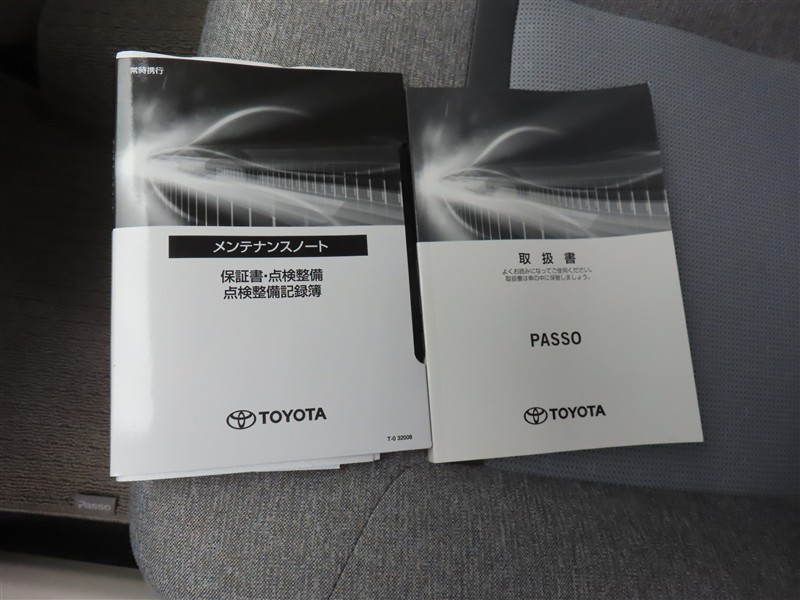 常時携行
メンテナンスノート
保証書・点検整備
点検整備記録簿
TOYOTA
T-0 32008
取扱書
よくお読みになってご使用ください。
取扱書は車の中に保管しましょう。
PASSO
TOYOTA
Passo